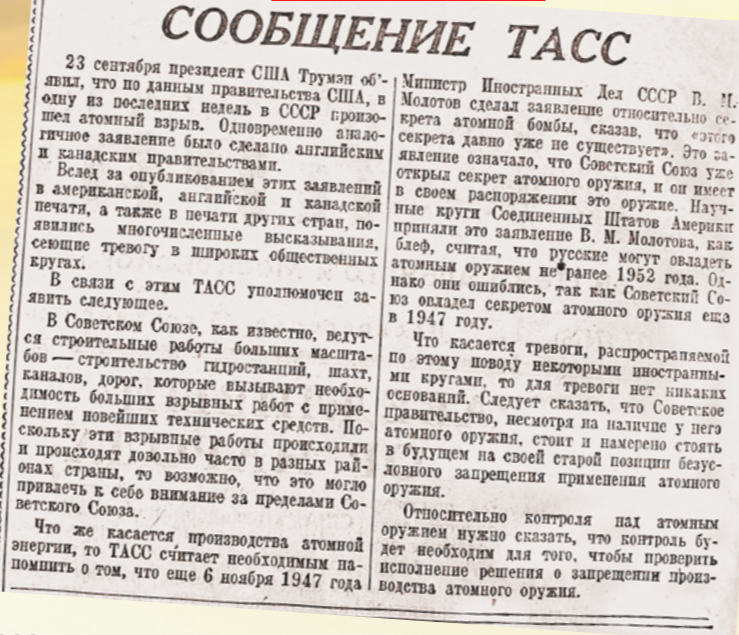 СООБЩЕНИЕ ТАСС
23 сентября президент США Трумэн об'-
явил, что по данным правительства США, в
одну из последних недель в СССР произо-
шел атомный взрыв. Одновременно анало-
гичное заявление было сделано английским
и канадским правительствами.
Вслед за опубликованием этих заявлений
в американской, английской и канадской
печати, а также в печати других стран, по-
явились многочисленные высказывания,
сеющие тревогу в широких общественных
кругах.
В связи с этим ТАСС уполномочен за-
явить следующее.
В Советском Союзе, как известно, ведут-
ся строительные работы больших масшта-
бов — строительство гидростанций, шахт,
каналов, дорог, которые вызывают необхо-
димость больших взрывных работ с приме-
нением новейших технических средств. По-
скольку эти взрывные работы происходили
и происходят довольно часто в разных рай-
онах страны, то возможно, что это могло
привлечь к себе внимание за пределами Со-
ветского Союза.
Что же касается производства атомной
энергии, то ТАСС считает необходимым на-
помнить о том, что еще 6 ноября 1947 года
Министр Иностранных Дел СССР В. М.
Молотов сделал заявление относительно се-
крета атомной бомбы, сказав, что «этого
секрета давно уже не существует». Это за-
явление означало, что Советский Союз уже
открыл секрет атомного оружия, и он имеет
в своем распоряжении это оружие. Науч-
ные круги Соединенных Штатов Америки
приняли это заявление В. М. Молотова, как
блеф, считая, что русские могут овладеть
атомным оружием не ранее 1952 года. Од-
нако они ошиблись, так как Советский Со-
юз овладел секретом атомного оружия еще
в 1947 году.
Что касается тревоги, распространяемой
по этому поводу некоторыми иностранны-
ми кругами, то для тревоги нет никаких
оснований. Следует сказать, что Советское
правительство, несмотря на наличие у него
атомного оружия, стоит и намерено стоять
в будущем на своей старой позиции безус-
ловного запрещения применения атомного
оружия.
Относительно контроля над атомным
оружием нужно сказать, что контроль бу-
дет необходим для того, чтобы проверить
исполнение решения о запрещении произ-
водства атомного оружия.